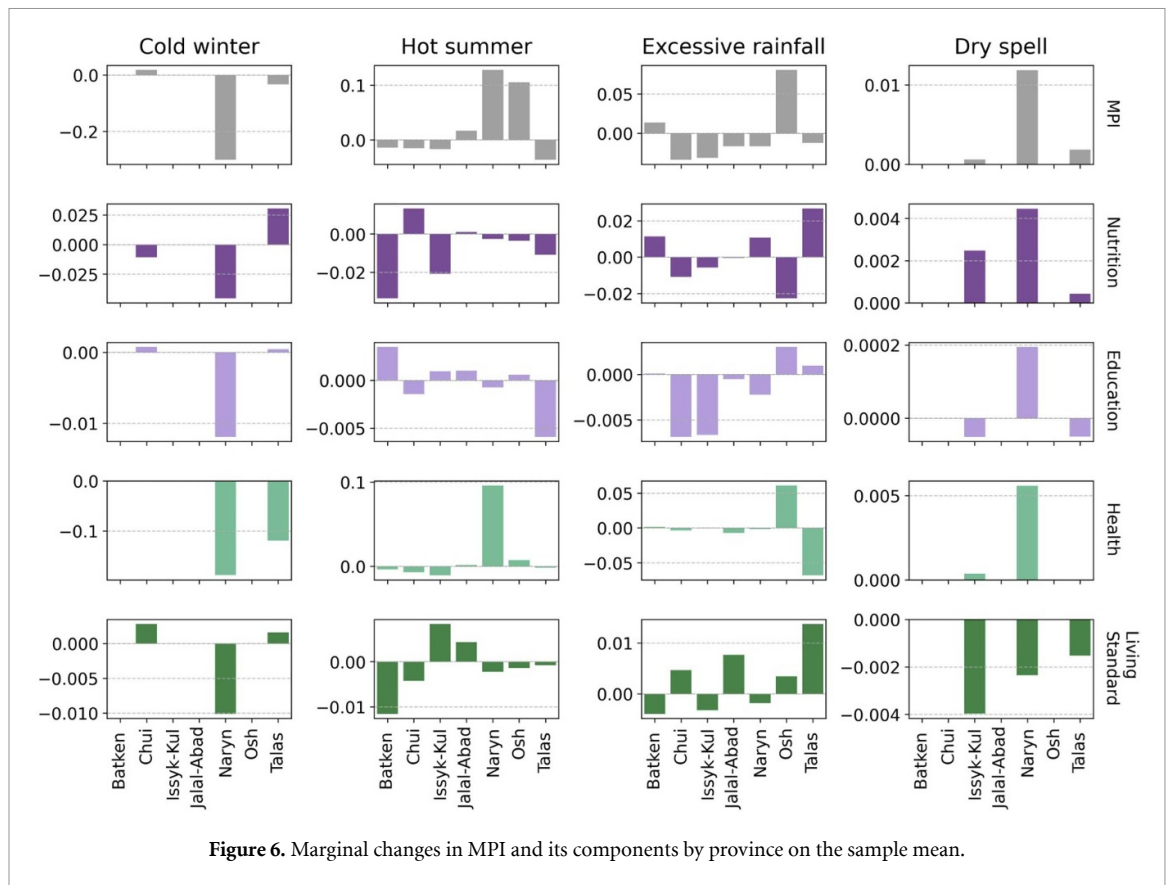 Cold winter
Hot summer
Excessive rainfall
Dry spell
0.0
−0.2
0.1
0.0
0.05
0.00
0.01
0.00
MPI
0.025
0.000
−0.025
0.00
−0.02
0.02
0.00
−0.02
0.004
0.002
0.000
Nutrition
0.00
−0.01
0.000
−0.005
0.000
−0.005
0.0002
0.0000
Education
0.0
−0.1
0.1
0.0
0.05
0.00
−0.05
0.005
0.000
Health
0.000
−0.005
−0.010
0.00
−0.01
0.01
0.00
0.000
−0.002
−0.004
Living
Standard
Batken
Chui
Issyk-Kul
Jalal-Abad
Naryn
Osh
Talas
Batken
Chui
Issyk-Kul
Jalal-Abad
Naryn
Osh
Talas
Batken
Chui
Issyk-Kul
Jalal-Abad
Naryn
Osh
Talas
Batken
Chui
Issyk-Kul
Jalal-Abad
Naryn
Osh
Talas
Figure 6. Marginal changes in MPI and its components by province on the sample mean.